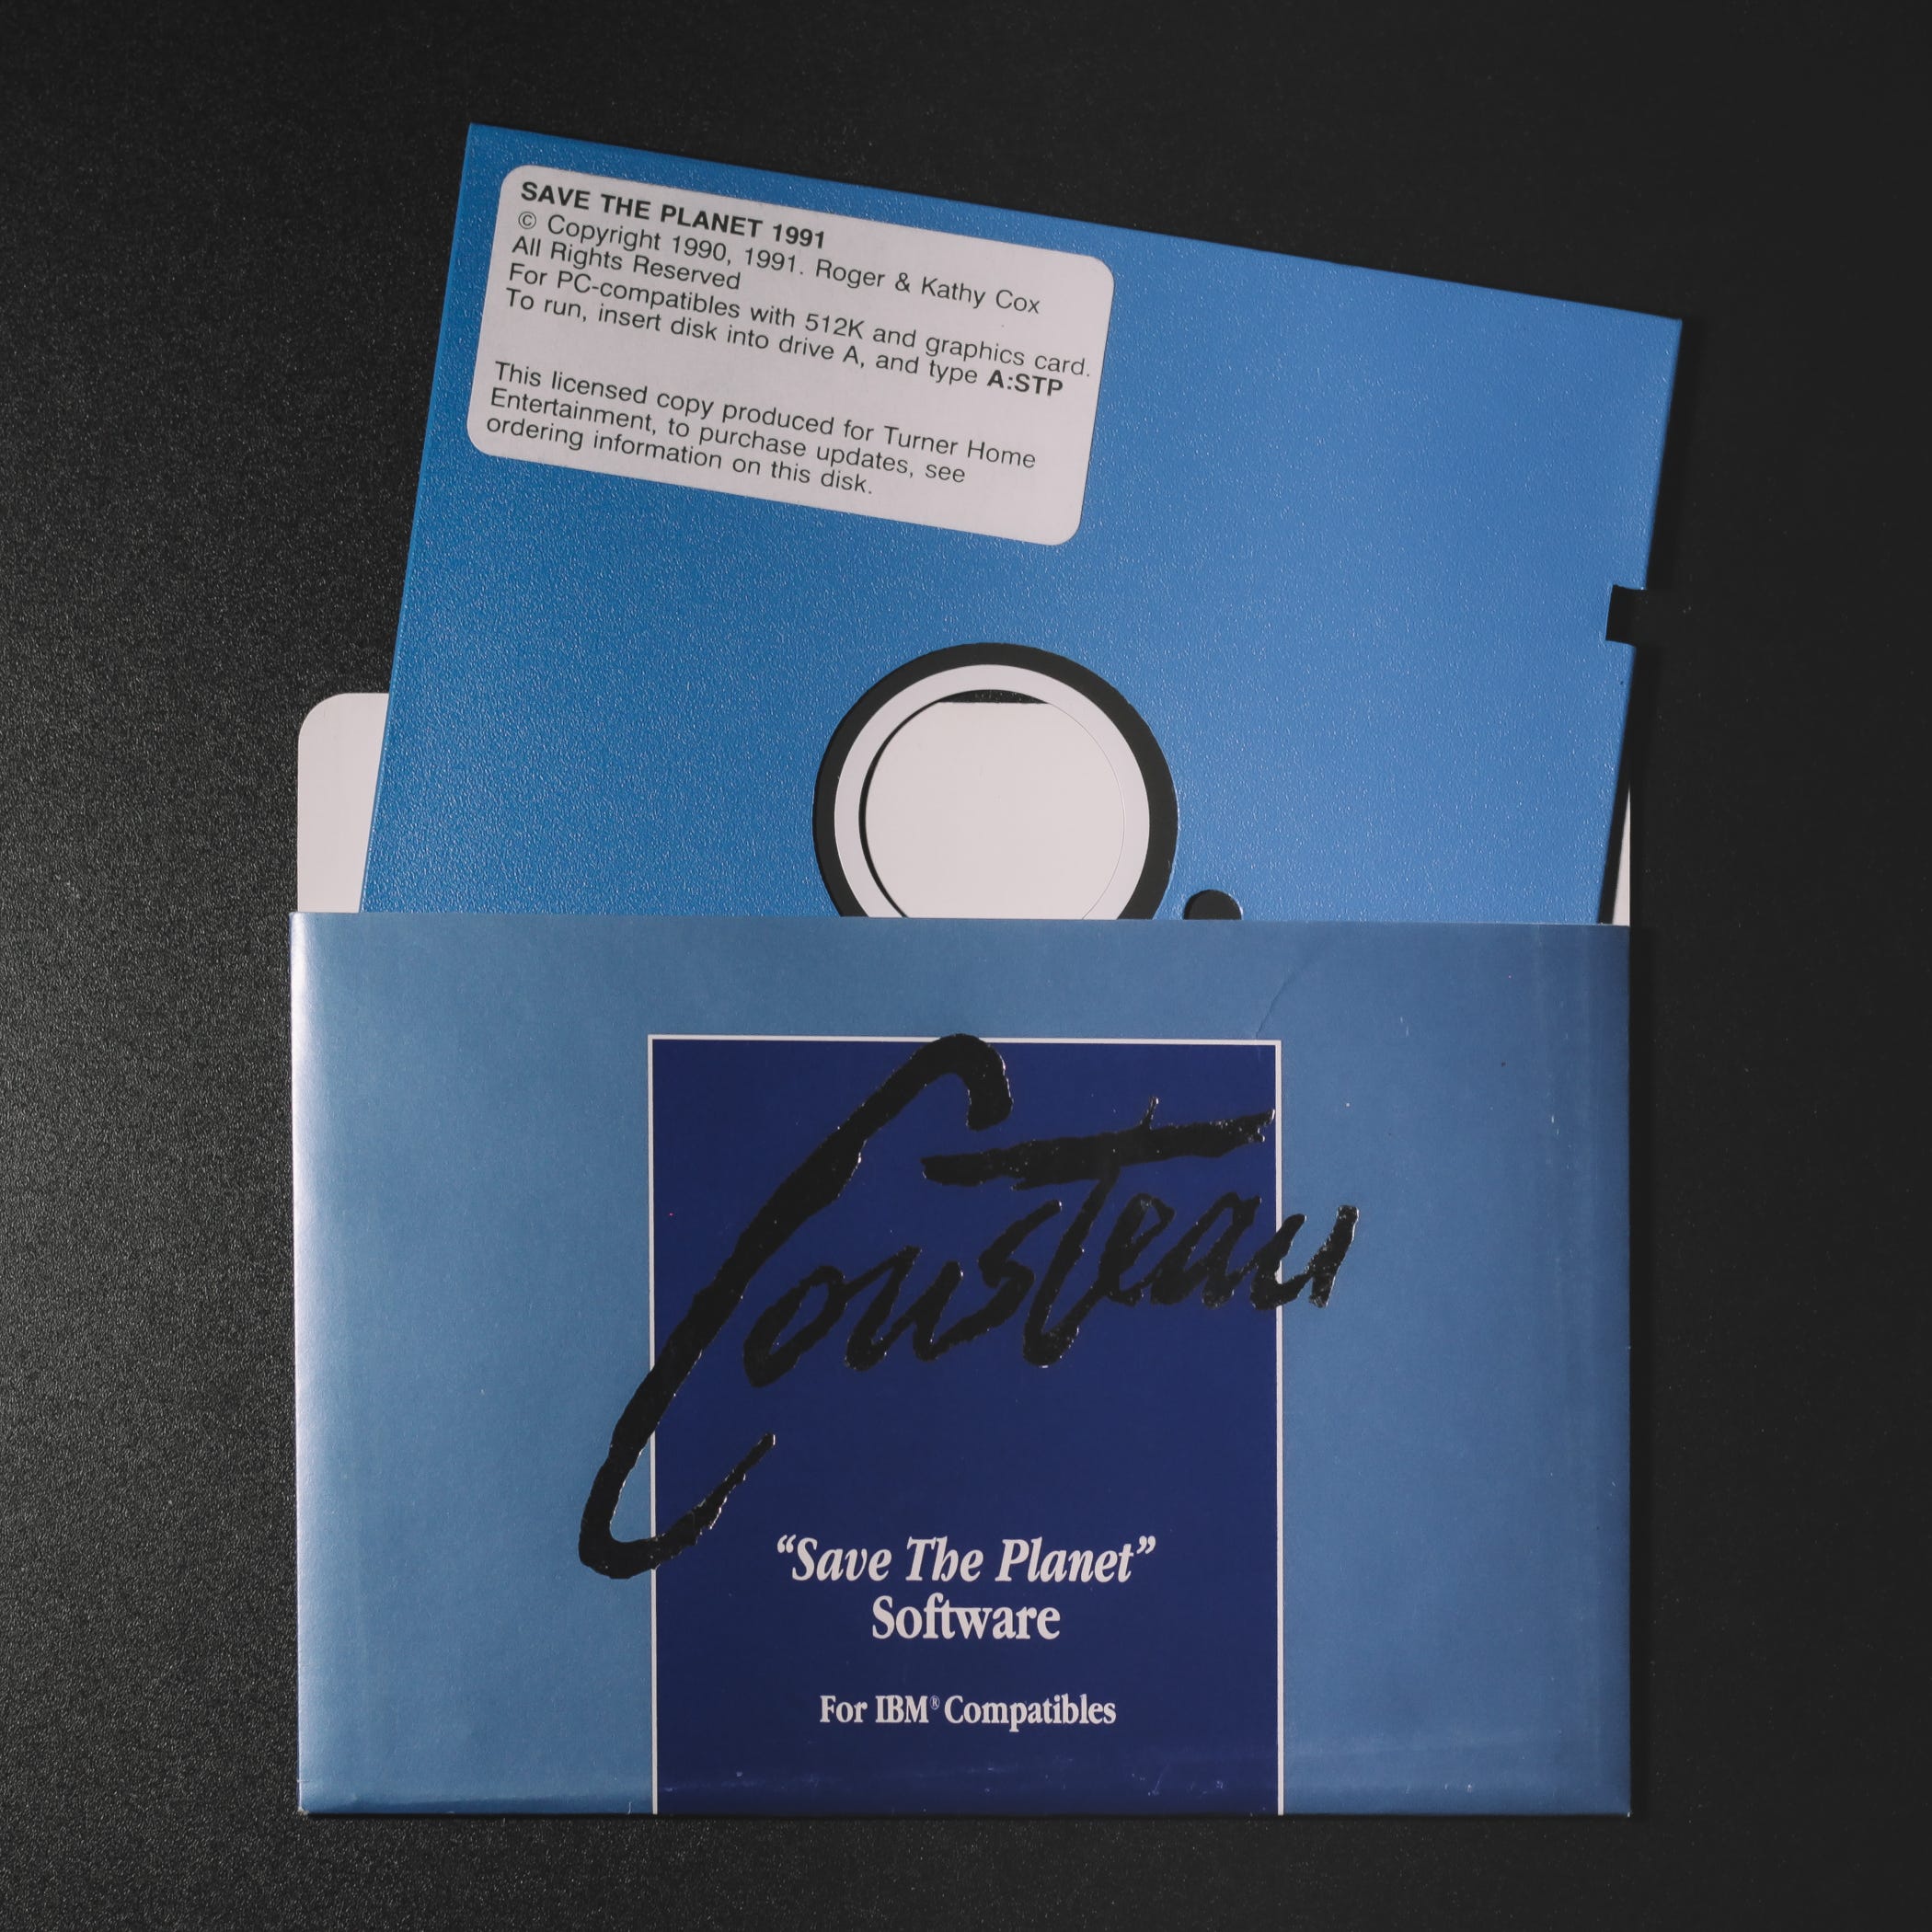 SAVE THE PLANET 1991
© Copyright 1990, 1991. Roger & Kathy Cox
All Rights Reserved
For PC-compatibles with 512K and graphics card.
To run, insert disk into drive A, and type A:STP
This licensed copy produced for Turner Home
Entertainment, to purchase updates, see
ordering information on this disk.
Cousteau
“Save The Planet”
Software
For IBM® Compatibles